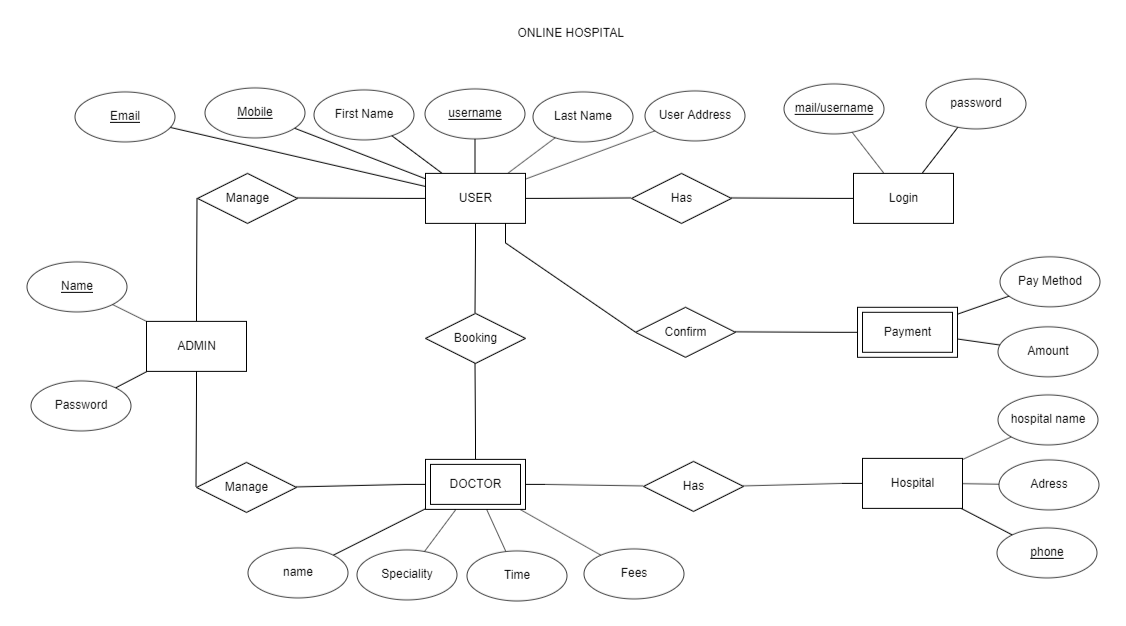 ONLINE HOSPITAL
Email
Mobile
First Name
username
Last Name
User Address
mail/username
password
Manage
USER
Has
Login
Name
ADMIN
Password
Booking
Confirm
Payment
Pay Method
Amount
Manage
DOCTOR
Has
Hospital
hospital name
Adress
phone
name
Speciality
Time
Fees